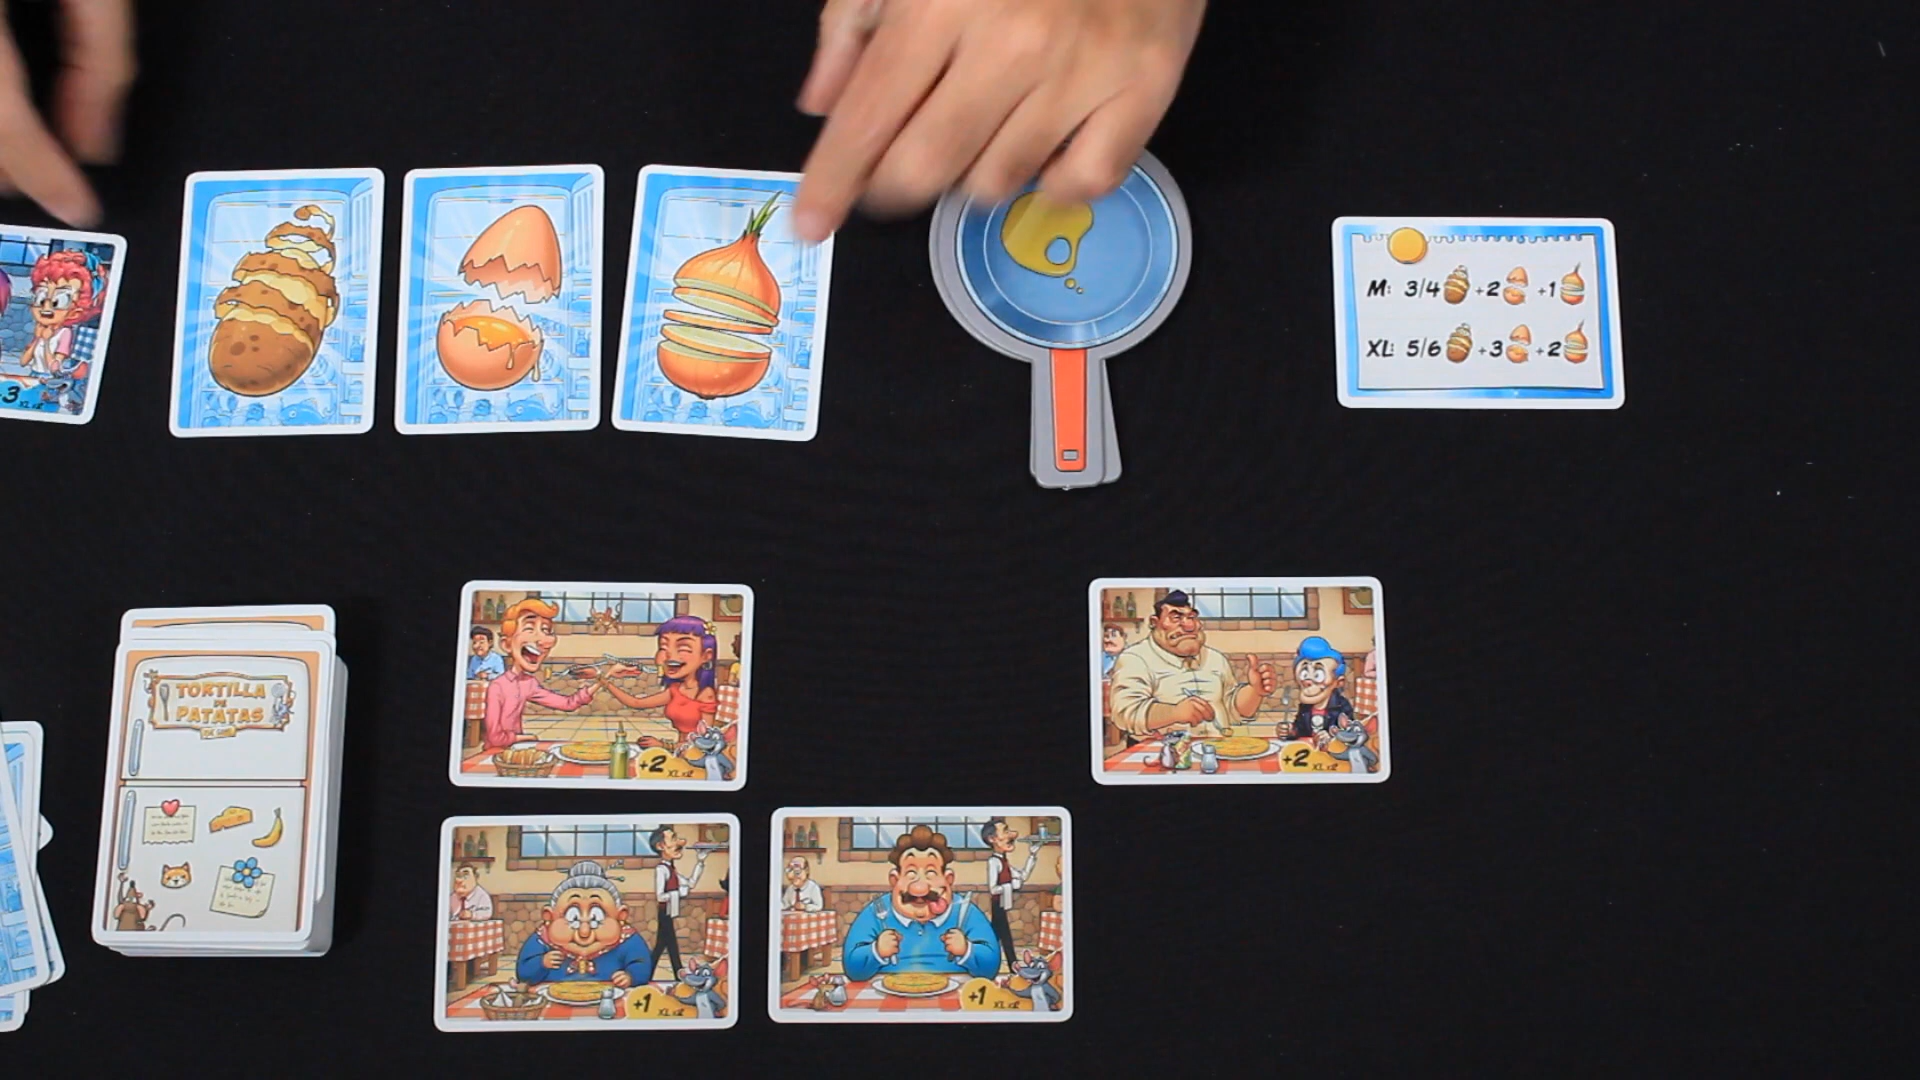 M: 3/4 +2 +1
XL: 5/6 +3 +2
3 XL x2
TORTILLA
DE
PATATAS
+2 XL x2
+2 XL x2
+1 XL x2
+1 XL x2